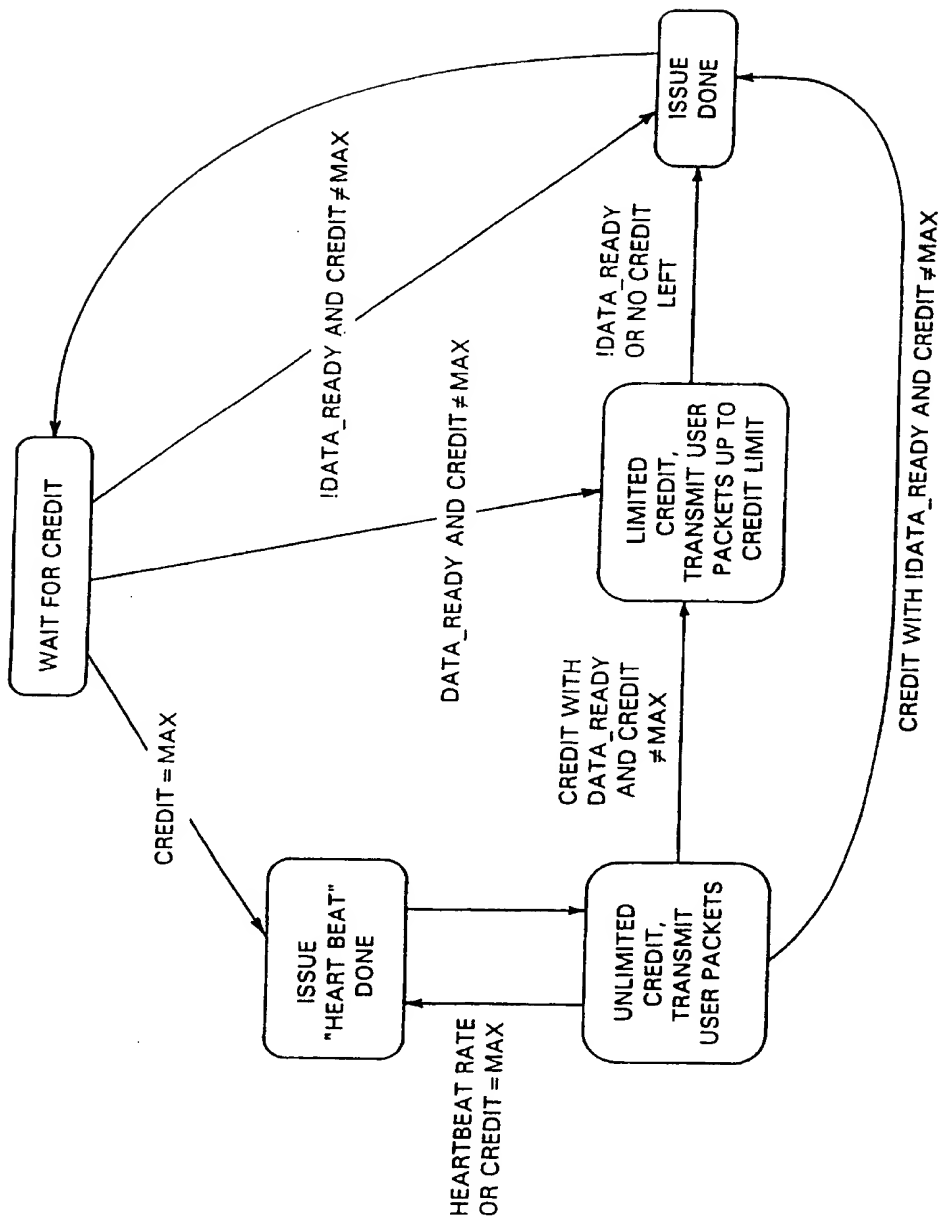 WAIT FOR CREDIT
CREDIT = MAX
!DATA_READY AND CREDIT ≠ MAX
DATA_READY AND CREDIT ≠ MAX
ISSUE
"HEART BEAT"
DONE
HEARTBEAT RATE
OR CREDIT = MAX
UNLIMITED
CREDIT,
TRANSMIT
USER PACKETS
CREDIT WITH
DATA_READY
AND CREDIT
≠ MAX
LIMITED
CREDIT,
TRANSMIT USER
PACKETS UP TO
CREDIT LIMIT
!DATA_READY
OR NO CREDIT
LEFT
ISSUE
DONE
CREDIT WITH !DATA_READY AND CREDIT ≠ MAX